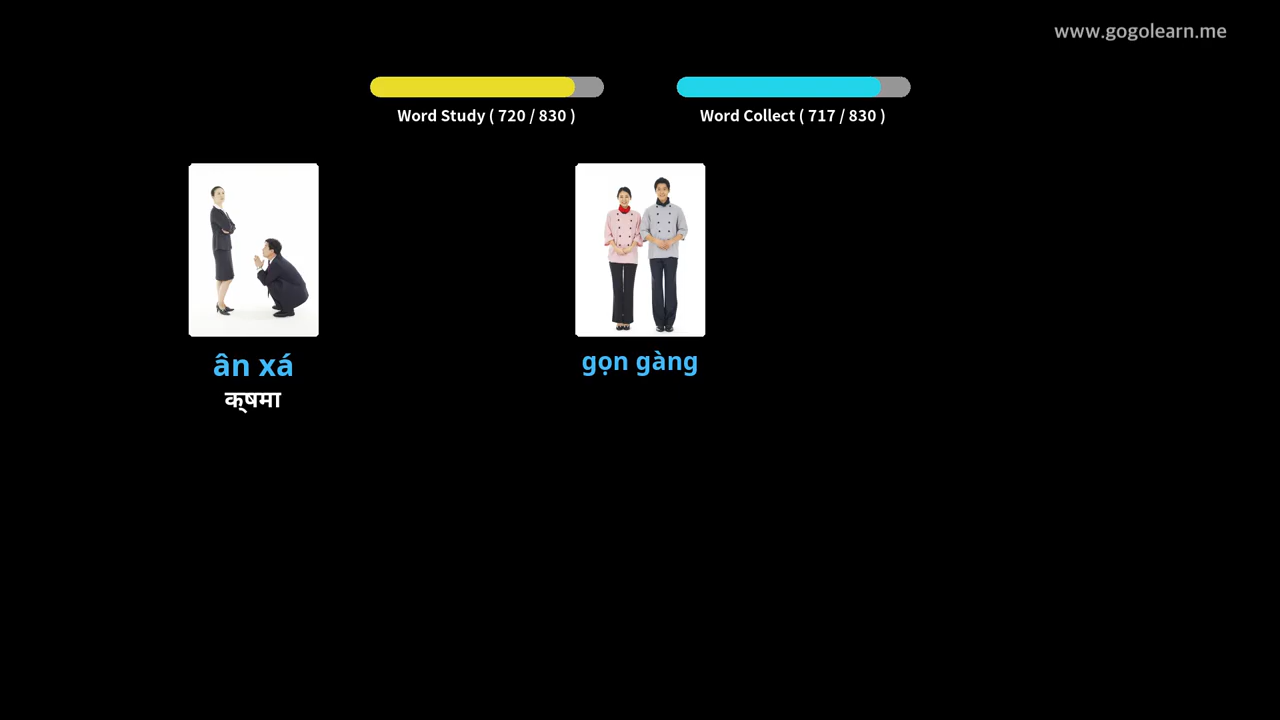 www.gogolearn.me
Word Study ( 720 / 830 )
Word Collect ( 717 / 830 )
ân xá
क्षमा
gọn gàng